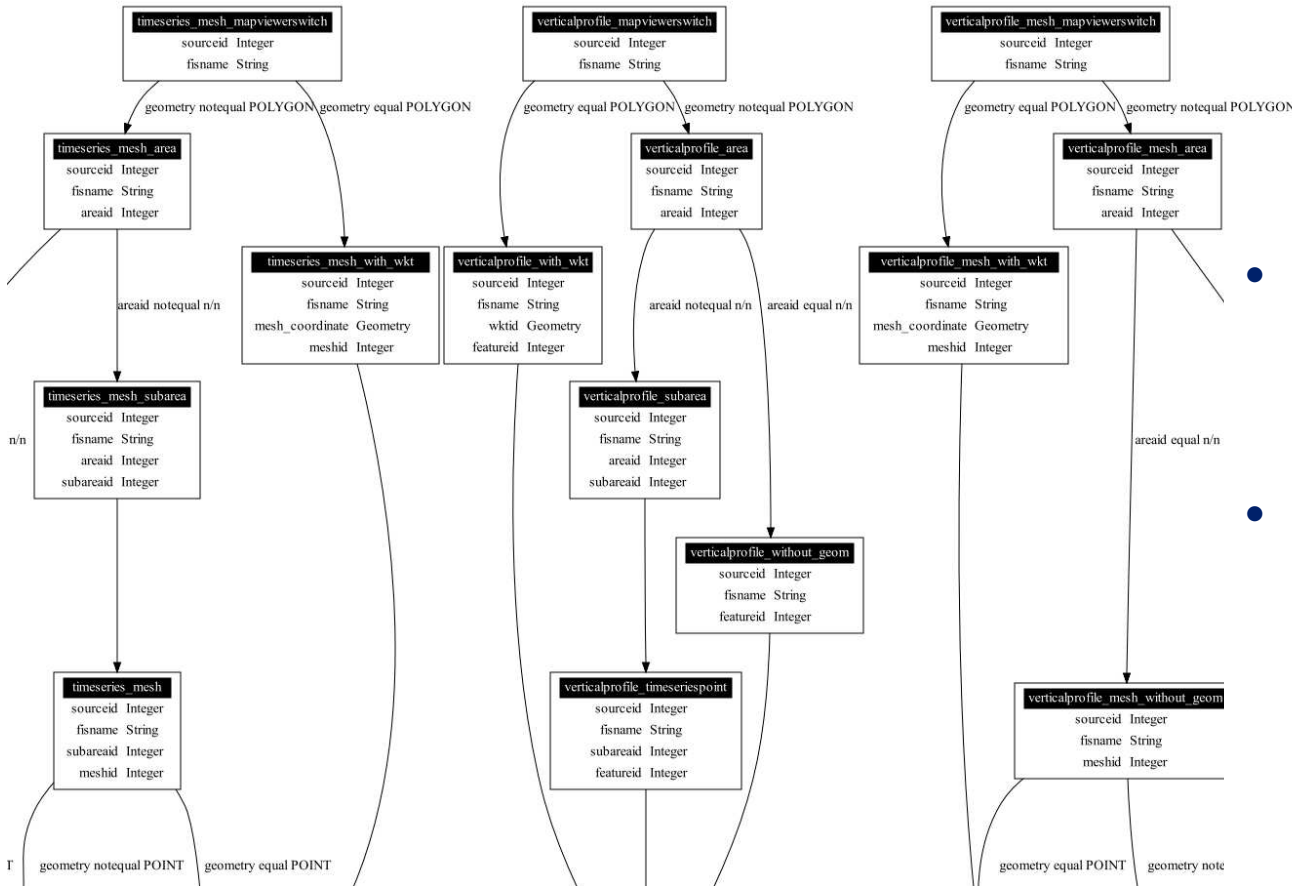 timeseries_mesh_mapviewerswitch
sourceid Integer
fisname String
verticalprofile_mapviewerswitch
sourceid Integer
fisname String
verticalprofile_mesh_mapviewerswitch
sourceid Integer
fisname String
geometry notequal POLYGON
geometry equal POLYGON
geometry equal POLYGON
geometry notequal POLYGON
geometry equal POLYGON
geometry notequal POLYGON
timeseries_mesh_area
sourceid Integer
fisname String
areaid Integer
verticalprofile_area
sourceid Integer
fisname String
areaid Integer
verticalprofile_mesh_area
sourceid Integer
fisname String
areaid Integer
timeseries_mesh_with_wkt
sourceid Integer
fisname String
mesh_coordinate Geometry
meshid Integer
verticalprofile_with_wkt
sourceid Integer
fisname String
wktid Geometry
featureid Integer
verticalprofile_mesh_with_wkt
sourceid Integer
fisname String
mesh_coordinate Geometry
meshid Integer
areaid notequal n/n
areaid notequal n/n
areaid equal n/n
timeseries_mesh_subarea
sourceid Integer
fisname String
areaid Integer
subareaid Integer
verticalprofile_subarea
sourceid Integer
fisname String
areaid Integer
subareaid Integer
n/n
areaid equal n/n
verticalprofile_without_geom
sourceid Integer
fisname String
featureid Integer
timeseries_mesh
sourceid Integer
fisname String
subareaid Integer
meshid Integer
verticalprofile_timeseriespoint
sourceid Integer
fisname String
subareaid Integer
featureid Integer
verticalprofile_mesh_without_geom
sourceid Integer
fisname String
meshid Integer
T
geometry notequal POINT
geometry equal POINT
geometry equal POINT
geometry note